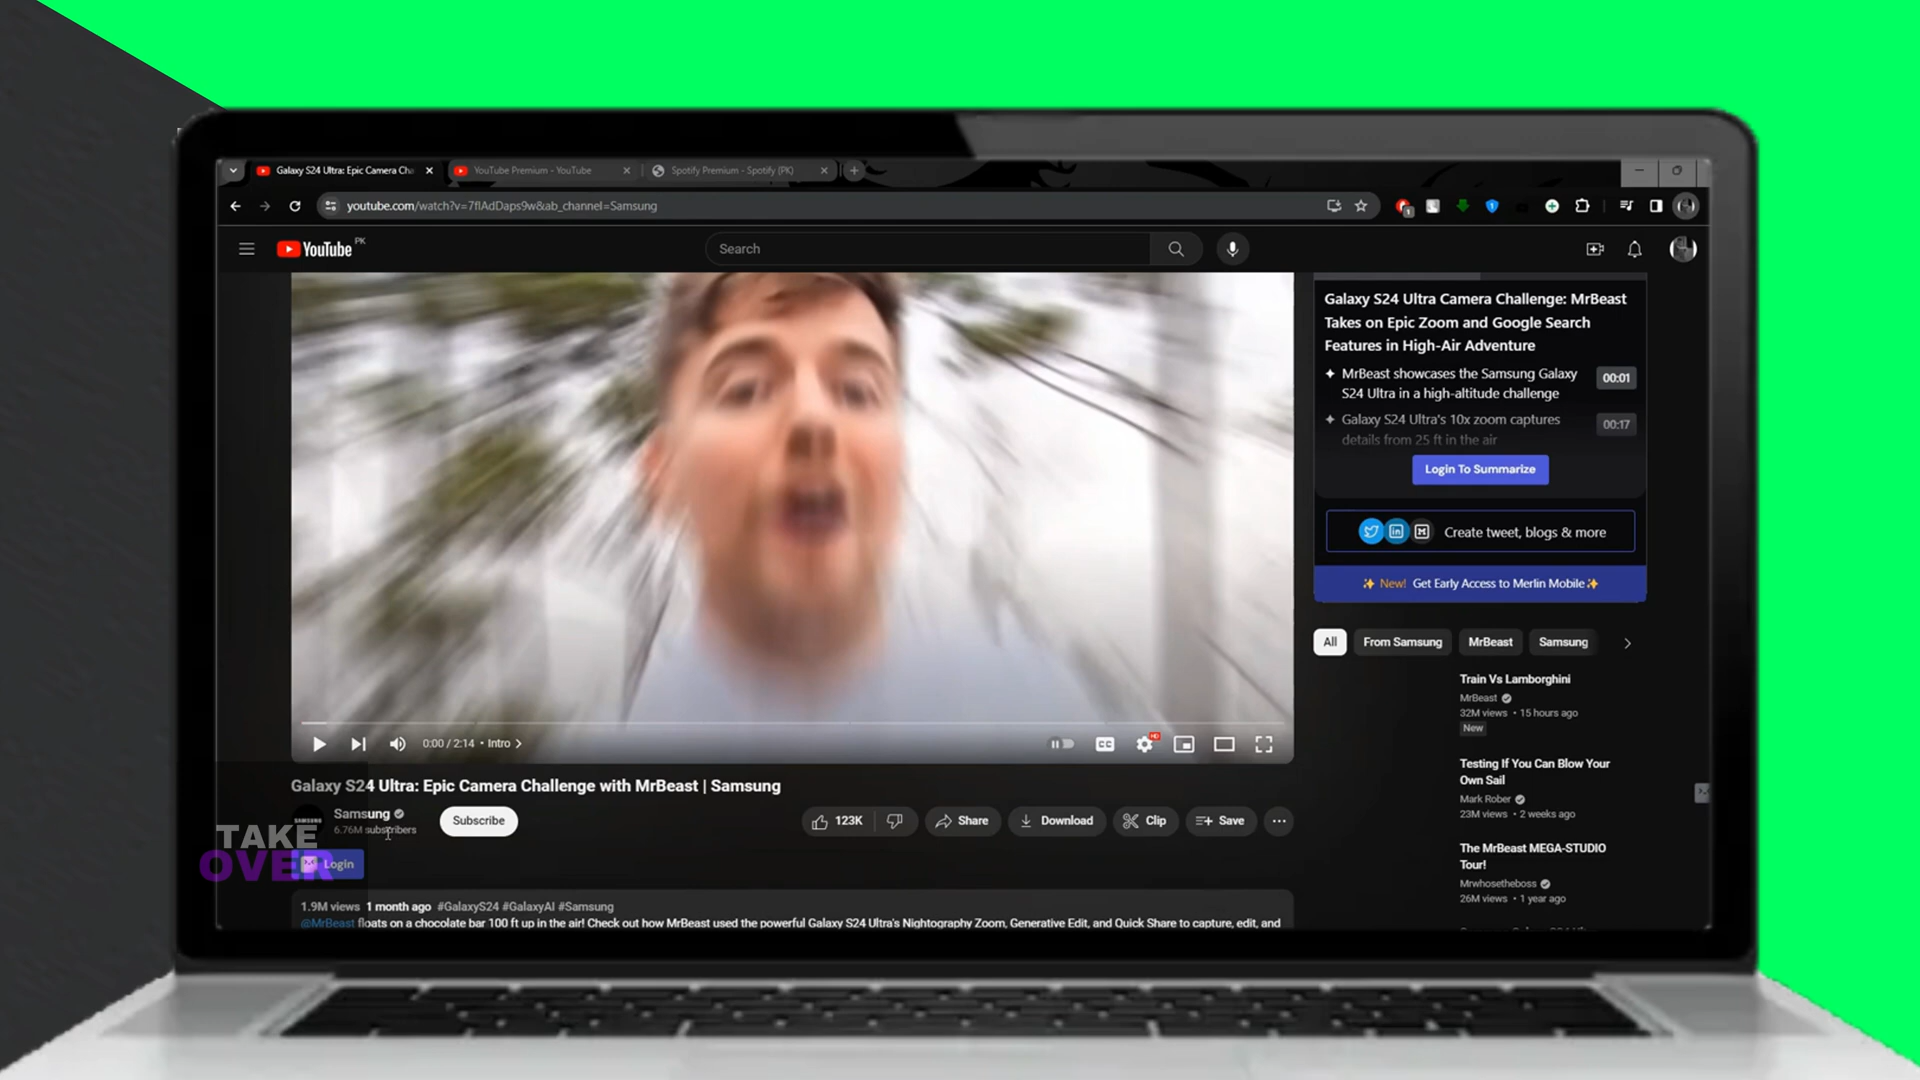 Galaxy S24 Ultra: Epic Camera Cha
YouTube Premium - YouTube
Spotify Premium - Spotify (PK)
youtube.com/watch?v=7flAdDaps9w&ab_channel=Samsung
YouTube PK
Search
Galaxy S24 Ultra Camera Challenge: MrBeast
Takes on Epic Zoom and Google Search
Features in High-Air Adventure
MrBeast showcases the Samsung Galaxy
S24 Ultra in a high-altitude challenge
00:01
Galaxy S24 Ultra's 10x zoom captures
details from 25 ft in the air
00:17
Login To Summarize
Create tweet, blogs & more
New! Get Early Access to Merlin Mobile
All From Samsung MrBeast Samsung
Train Vs Lamborghini
MrBeast
32M views • 15 hours ago
New
Testing If You Can Blow Your
Own Sail
Mark Rober
23M views • 2 weeks ago
The MrBeast MEGA-STUDIO
Tour!
Mrwhosetheboss
26M views • 1 year ago
0:00 / 2:14 • Intro
CC
HD
Galaxy S24 Ultra: Epic Camera Challenge with MrBeast | Samsung
SAMSUNG
Samsung
6.76M subscribers
Subscribe
123K
Share
Download
Clip
Save
TAKE
OVER
Login
1.9M views 1 month ago #GalaxyS24 #GalaxyAI #Samsung
@MrBeast floats on a chocolate bar 100 ft up in the air! Check out how MrBeast used the powerful Galaxy S24 Ultra's Nightography Zoom, Generative Edit, and Quick Share to capture, edit, and